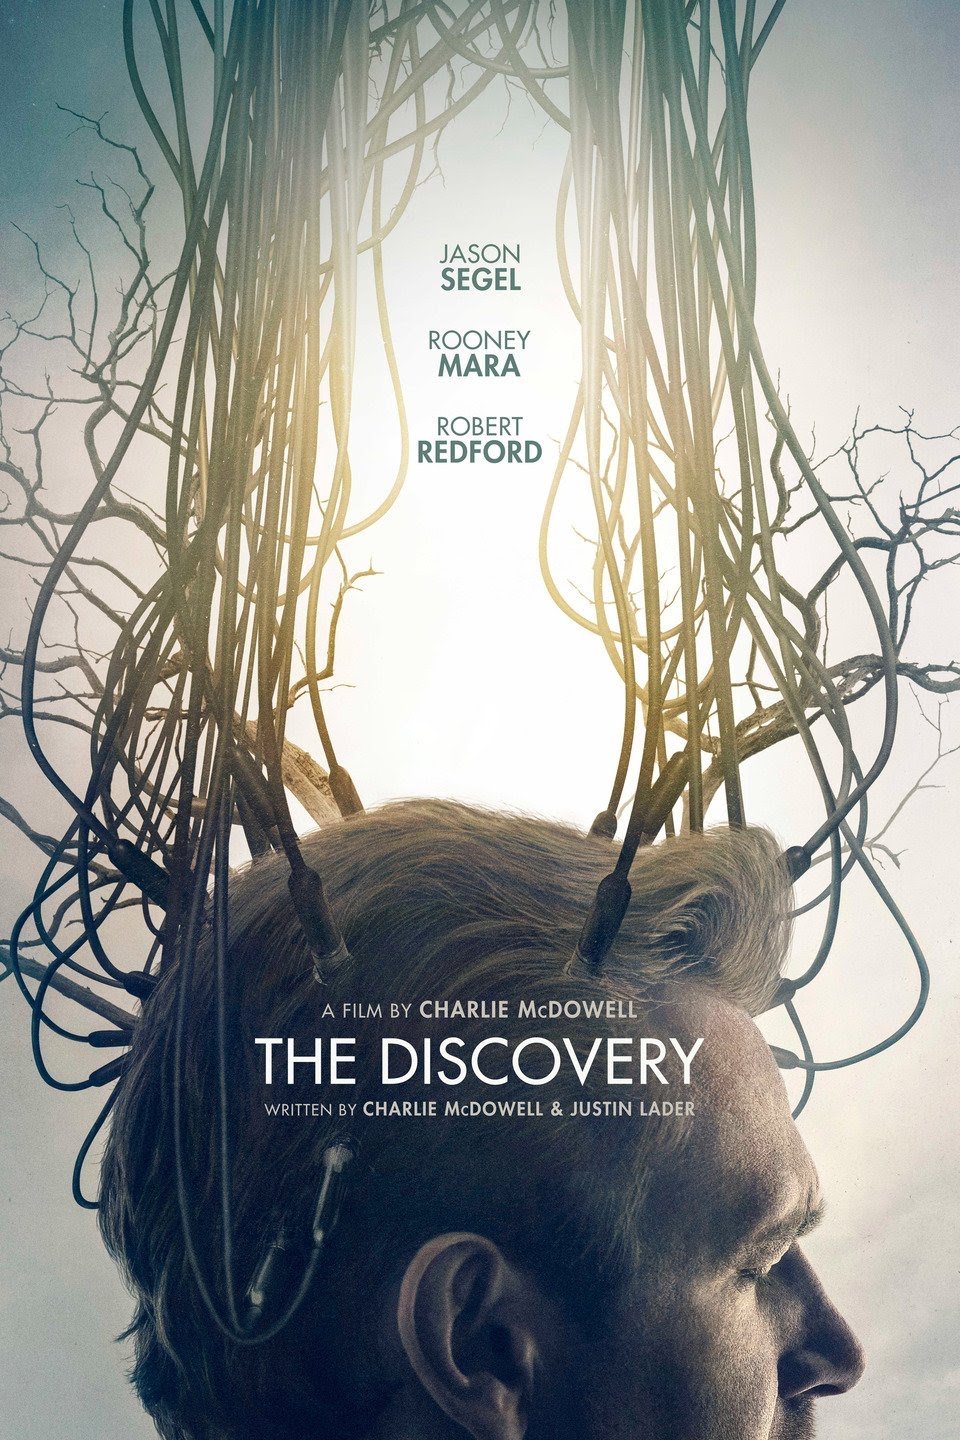 JASON
SEGEL
ROONEY
MARA
ROBERT
REDFORD
A FILM BY CHARLIE McDOWELL
THE DISCOVERY
WRITTEN BY CHARLIE McDOWELL & JUSTIN LADER